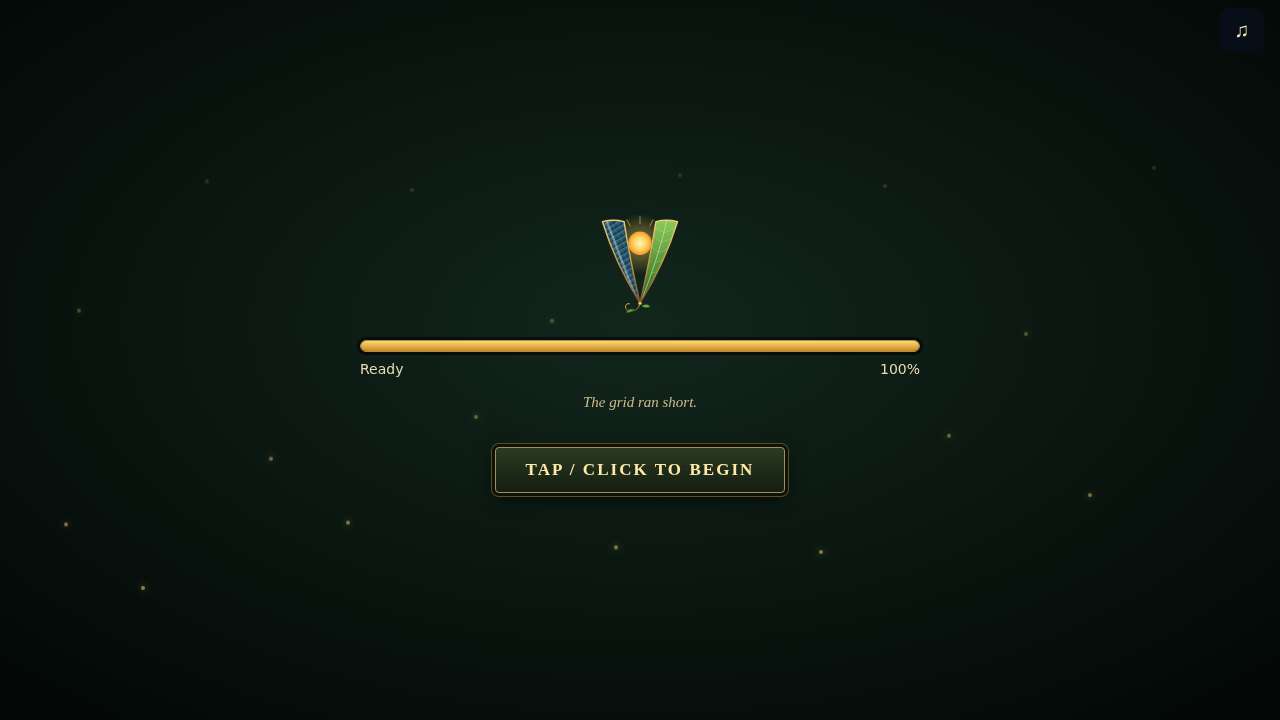 ♫
Ready 100%
The grid ran short.
TAP / CLICK TO BEGIN